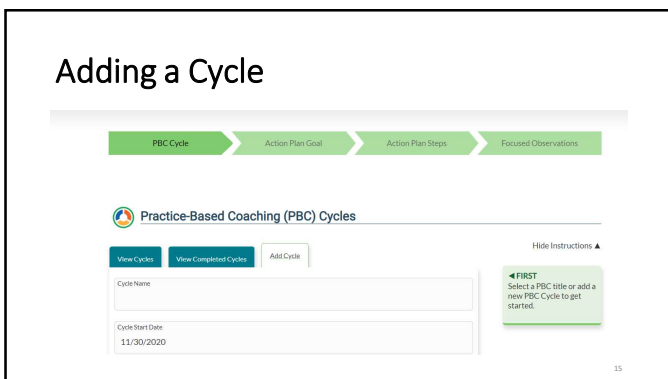 Adding a Cycle
PBC Cycle
Action Plan Goal
Action Plan Steps
Focused Observations
Practice-Based Coaching (PBC) Cycles
Hide Instructions ▲
View Cycles
View Completed Cycles
Add Cycle
◀ FIRST
Select a PBC title or add a
new PBC Cycle to get
started.
Cycle Name
Cycle Start Date
11/30/2020
15